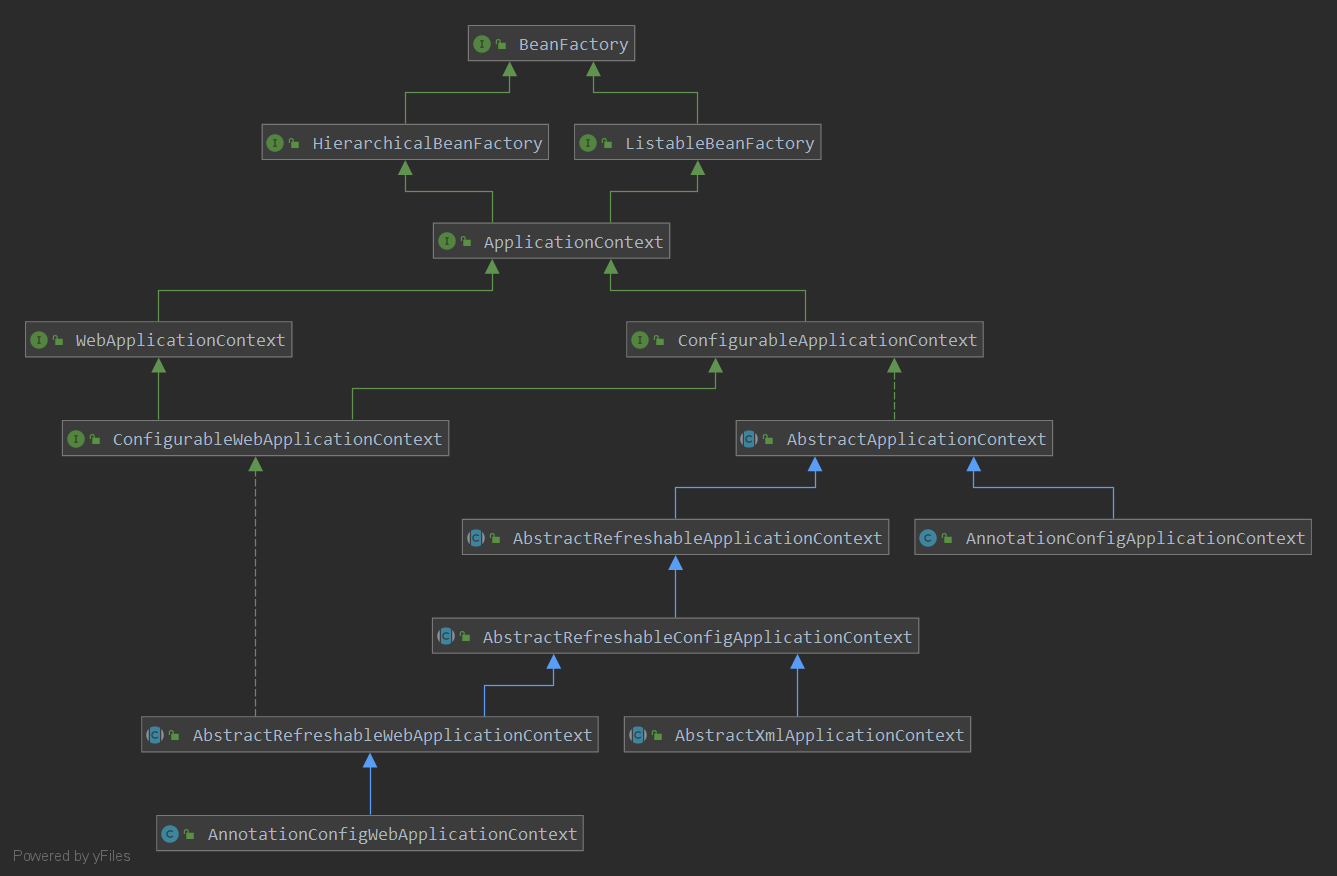 BeanFactory
HierarchicalBeanFactory
ListableBeanFactory
ApplicationContext
WebApplicationContext
ConfigurableApplicationContext
ConfigurableWebApplicationContext
AbstractApplicationContext
AbstractRefreshableApplicationContext
AnnotationConfigApplicationContext
AbstractRefreshableConfigApplicationContext
AbstractRefreshableWebApplicationContext
AbstractXmlApplicationContext
AnnotationConfigWebApplicationContext
Powered by yFiles